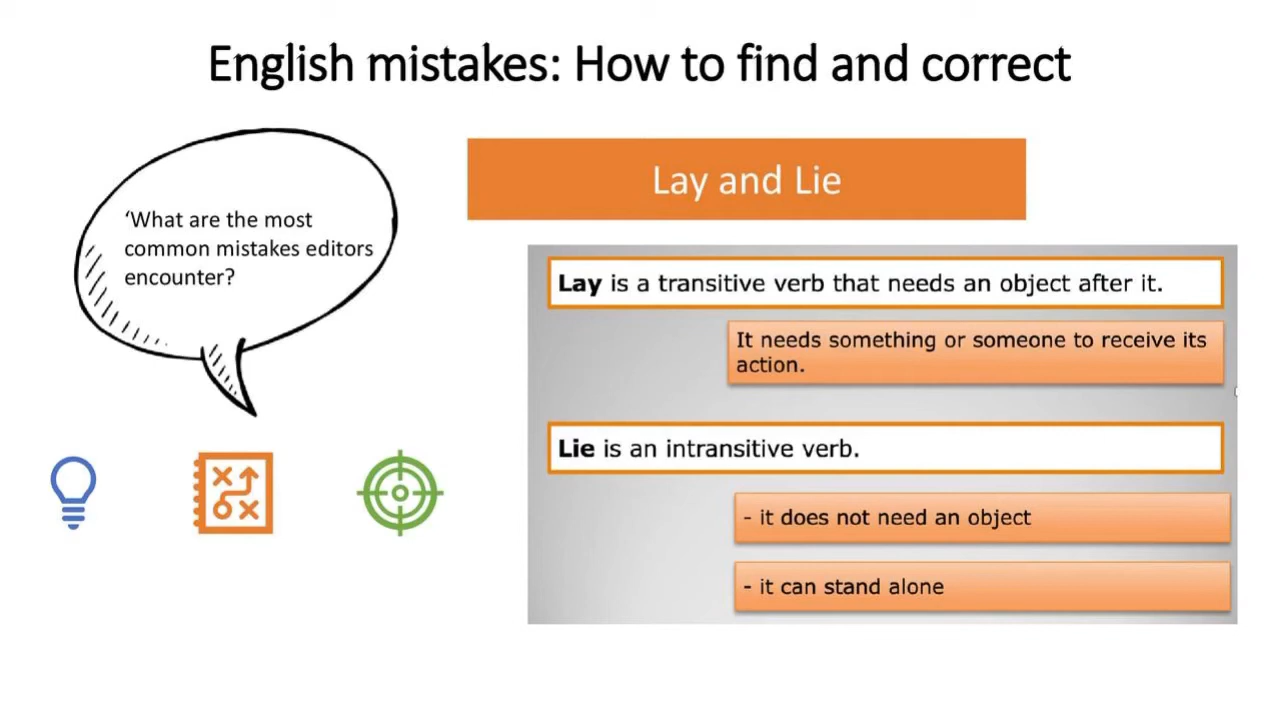 English mistakes: How to find and correct
‘What are the most
common mistakes editors
encounter?
Lay and Lie
Lay is a transitive verb that needs an object after it.
It needs something or someone to receive its
action.
Lie is an intransitive verb.
- it does not need an object
- it can stand alone